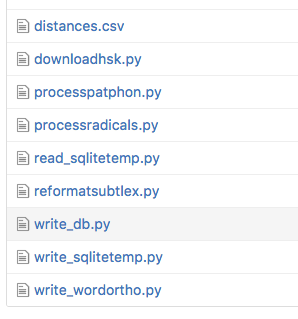 distances.csv
downloadhsk.py
processpatphon.py
processradicals.py
read_sqlitetemp.py
reformatsubtlex.py
write_db.py
write_sqlitetemp.py
write_wordortho.py